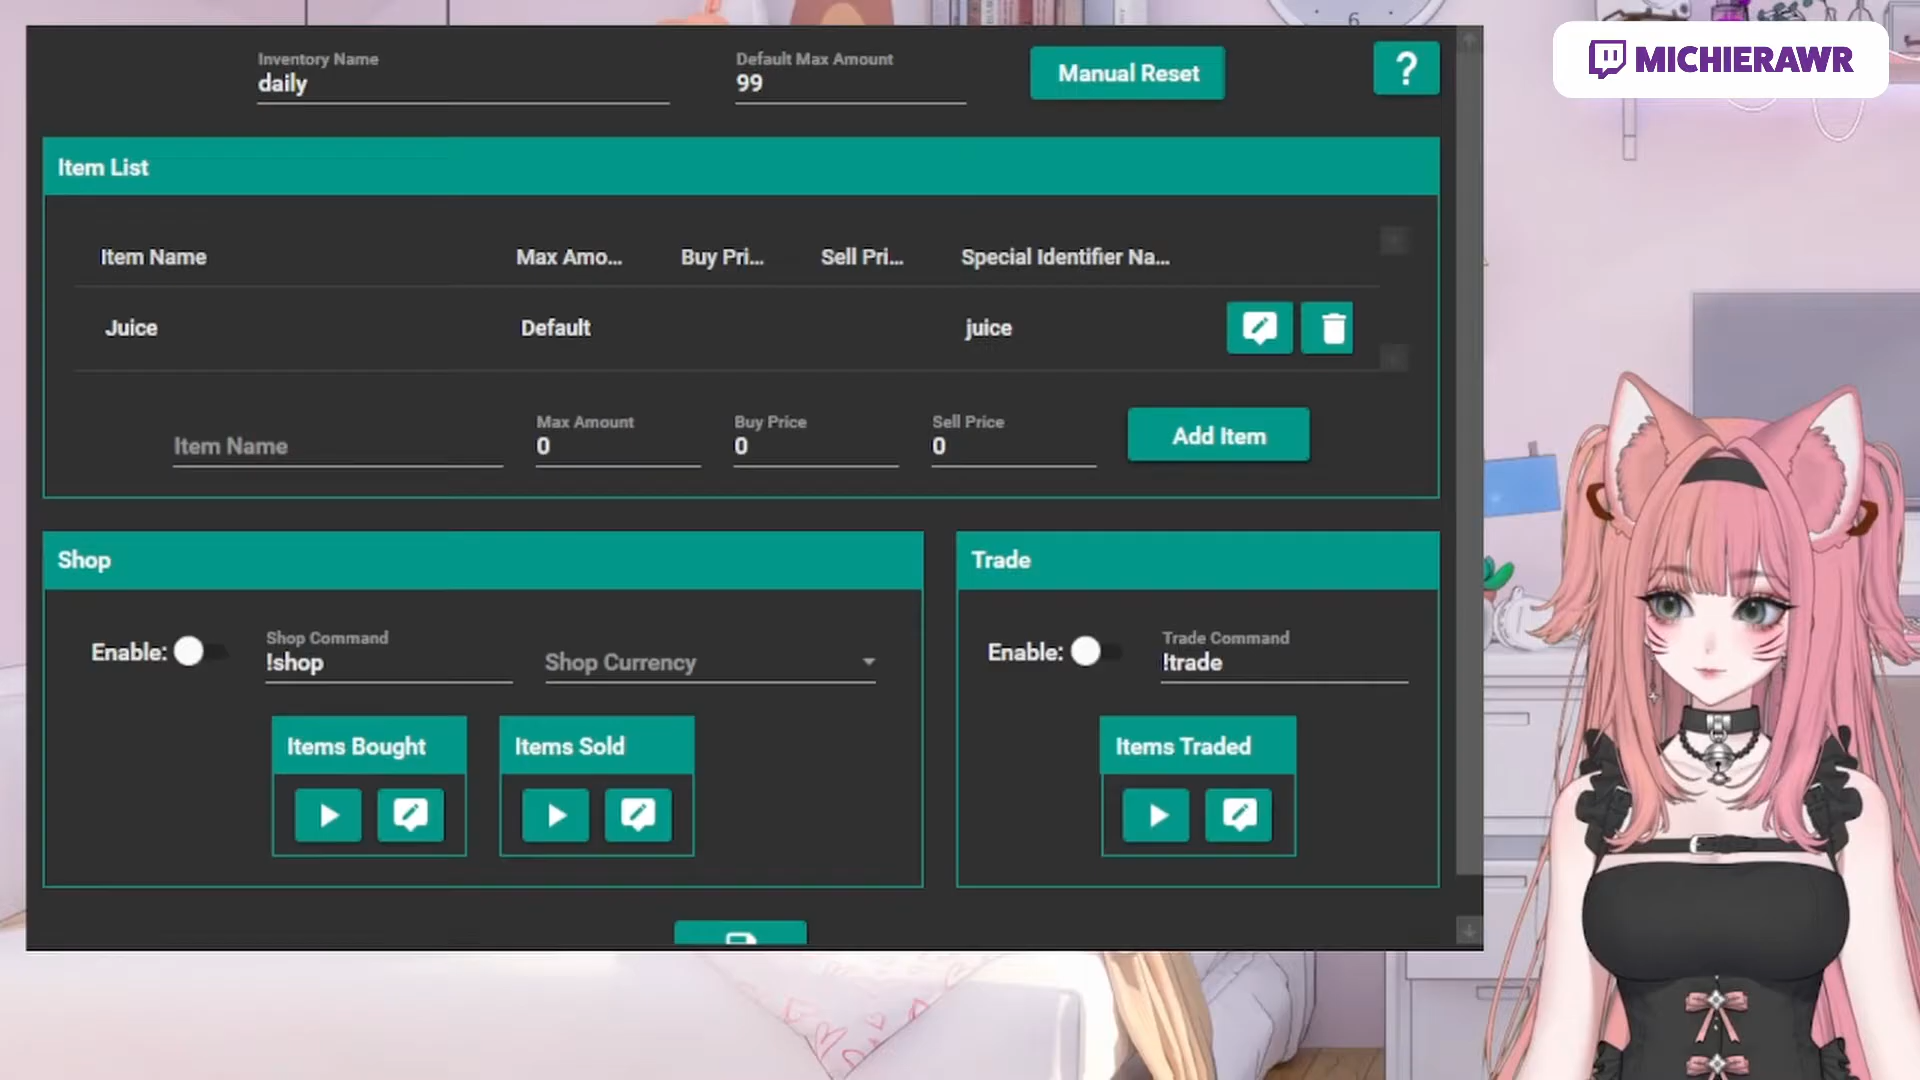 Inventory Name
daily
Default Max Amount
99
Manual Reset
?
MICHIERAWR
Item List
Item Name
Max Amo...
Buy Pri...
Sell Pri...
Special Identifier Na...
Juice
Default
juice
Item Name
Max Amount
0
Buy Price
0
Sell Price
0
Add Item
Shop
Enable:
Shop Command
!shop
Shop Currency
Items Bought
Items Sold
Trade
Enable:
Trade Command
!trade
Items Traded
6